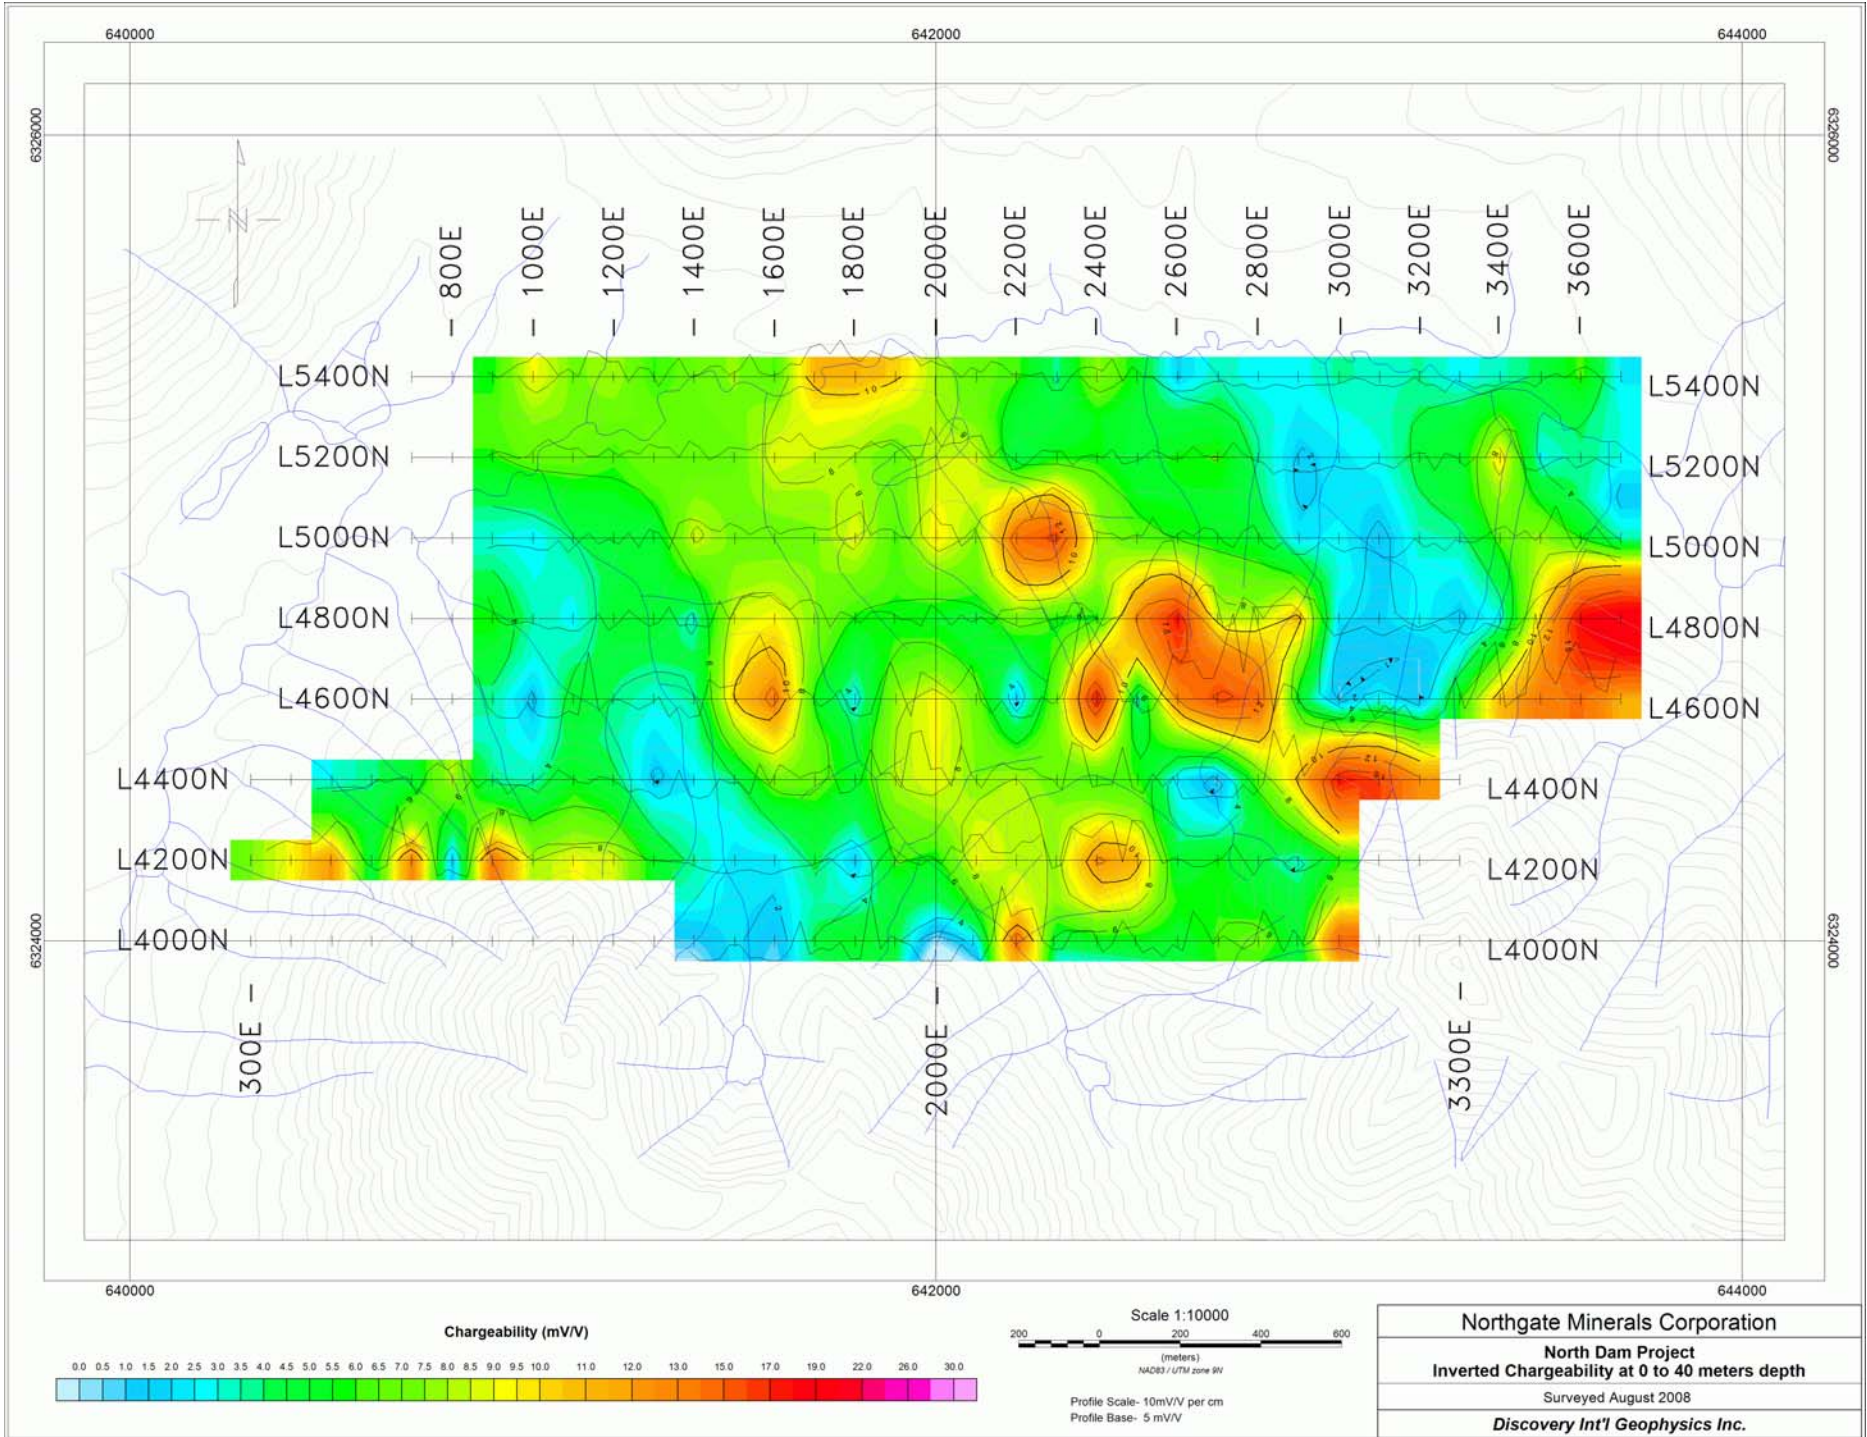 640000 642000 644000
6326000 6326000
N
800E 1000E 1200E 1400E 1600E 1800E 2000E 2200E 2400E 2600E 2800E 3000E 3200E 3400E 3600E
L5400N L5400N
L5200N L5200N
L5000N L5000N
L4800N L4800N
L4600N L4600N
L4400N L4400N
L4200N L4200N
L4000N L4000N
6324000 6324000
300E 2000E 3300E
640000 642000 644000
Chargeability (mV/V)
0.0 0.5 1.0 1.5 2.0 2.5 3.0 3.5 4.0 4.5 5.0 5.5 6.0 6.5 7.0 7.5 8.0 8.5 9.0 9.5 10.0 11.0 12.0 13.0 15.0 17.0 19.0 22.0 26.0 30.0
Scale 1:10000
200 0 200 400 600
(meters)
NAD83 / UTM zone 9N
Profile Scale- 10mV/V per cm
Profile Base- 5 mV/V
Northgate Minerals Corporation
North Dam Project
Inverted Chargeability at 0 to 40 meters depth
Surveyed August 2008
Discovery Int'l Geophysics Inc.